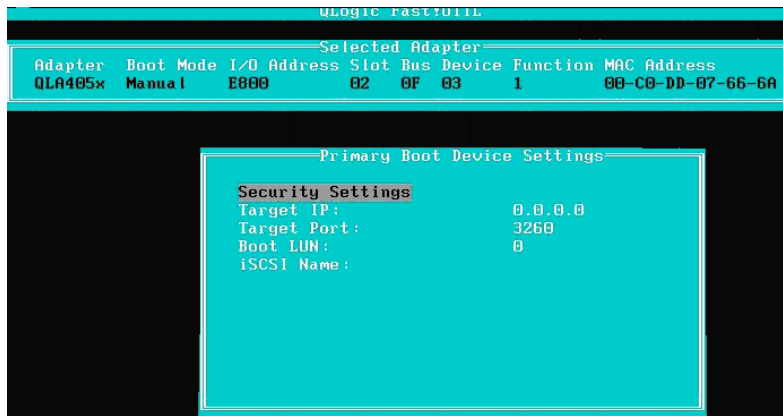 QLogic Fast!UTIL
Selected Adapter
Adapter Boot Mode I/O Address Slot Bus Device Function MAC Address
QLA405x Manual E800 02 0F 03 1 00-C0-DD-07-66-6A
Primary Boot Device Settings
Security Settings
Target IP: 0.0.0.0
Target Port: 3260
Boot LUN: 0
iSCSI Name: